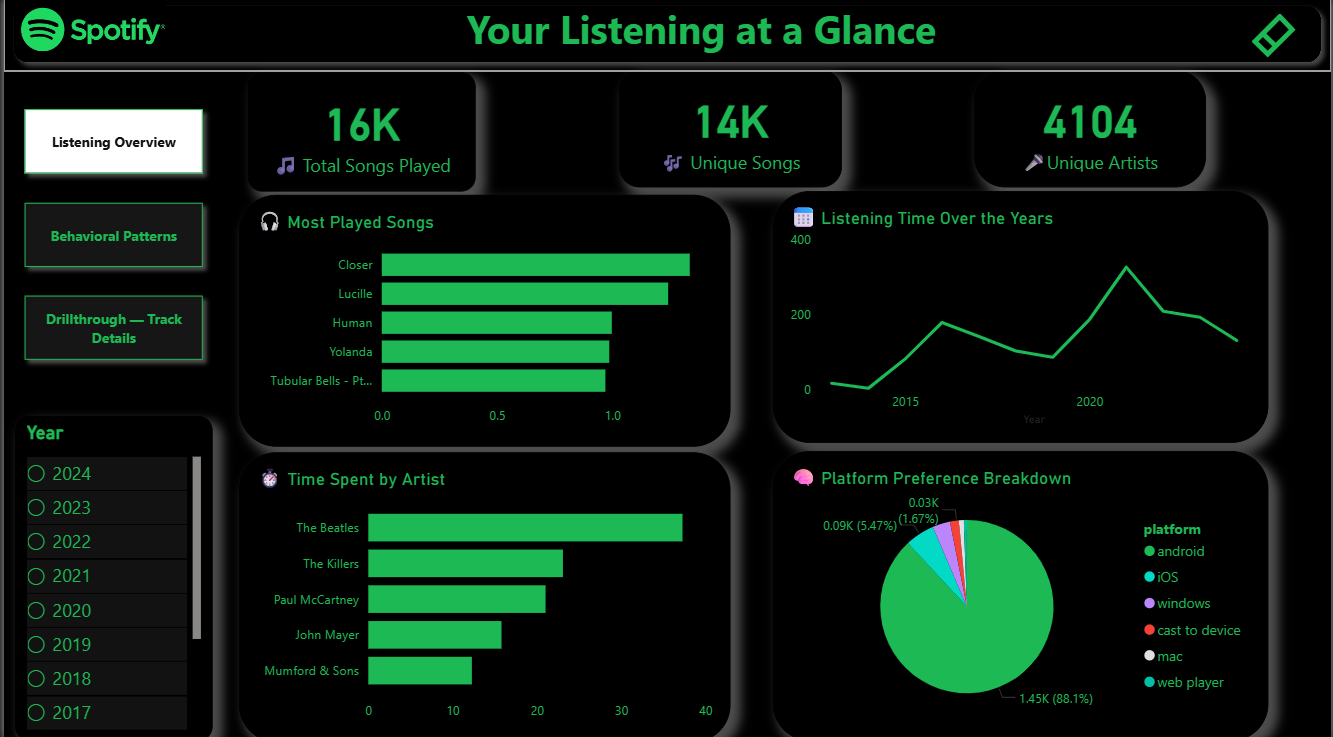 Spotify
Your Listening at a Glance
Listening Overview
Behavioral Patterns
Drillthrough — Track
Details
Year
2024
2023
2022
2021
2020
2019
2018
2017
16K
Total Songs Played
14K
Unique Songs
4104
Unique Artists
Most Played Songs
Closer
Lucille
Human
Yolanda
Tubular Bells - Pt...
0.0 0.5 1.0
Listening Time Over the Years
400
200
0
2015 2020
Year
Time Spent by Artist
The Beatles
The Killers
Paul McCartney
John Mayer
Mumford & Sons
0 10 20 30 40
Platform Preference Breakdown
0.03K
(1.67%)
0.09K (5.47%)
1.45K (88.1%)
platform
android
iOS
windows
cast to device
mac
web player